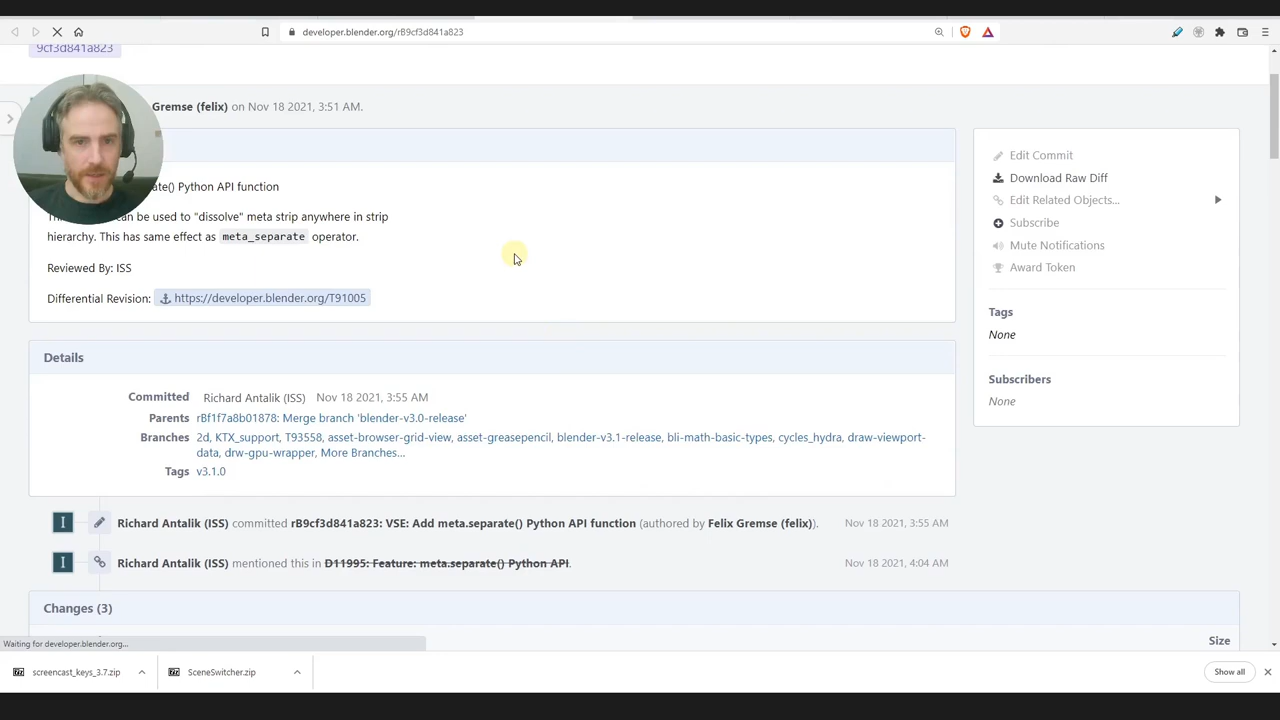 developer.blender.org/rB9cf3d841a823
9cf3d841a823
Gremse (felix) on Nov 18 2021, 3:51 AM.
ate() Python API function
can be used to "dissolve" meta strip anywhere in strip
hierarchy. This has same effect as meta_separate operator.
Reviewed By: ISS
Differential Revision: https://developer.blender.org/T91005
Edit Commit
Download Raw Diff
Edit Related Objects...
Subscribe
Mute Notifications
Award Token
Tags
None
Subscribers
None
Details
Committed Richard Antalik (ISS) Nov 18 2021, 3:55 AM
Parents rBf1f7a8b01878: Merge branch 'blender-v3.0-release'
Branches 2d, KTX_support, T93558, asset-browser-grid-view, asset-greasepencil, blender-v3.1-release, bli-math-basic-types, cycles_hydra, draw-viewport-
data, drw-gpu-wrapper, More Branches...
Tags v3.1.0
I Richard Antalik (ISS) committed rB9cf3d841a823: VSE: Add meta.separate() Python API function (authored by Felix Gremse (felix)). Nov 18 2021, 3:55 AM
I Richard Antalik (ISS) mentioned this in D11995: Feature: meta.separate() Python API. Nov 18 2021, 4:04 AM
Changes (3)
Size
Waiting for developer.blender.org...
screencast_keys_3.7.zip
SceneSwitcher.zip
Show all